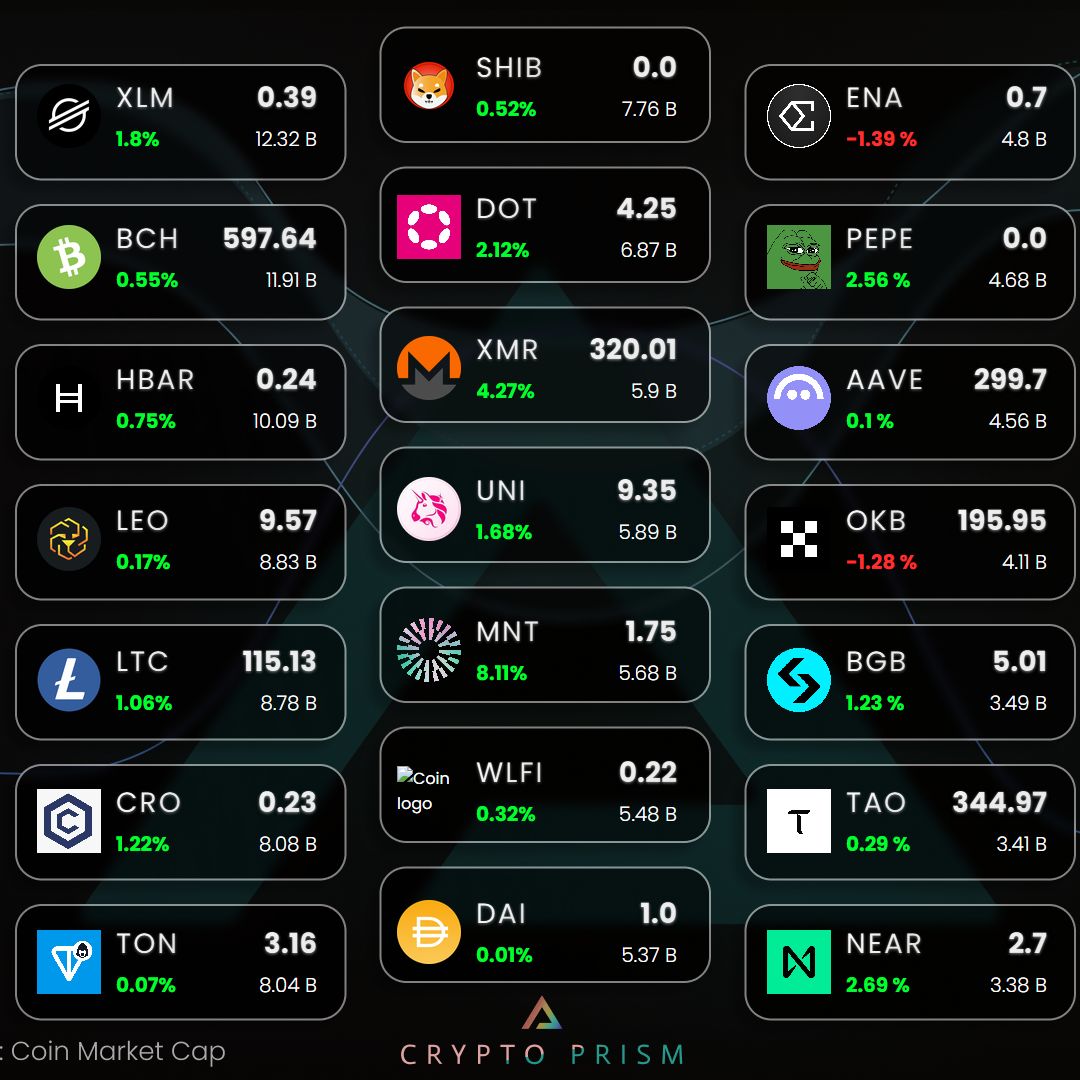 XLM 0.39
1.8% 12.32 B
BCH 597.64
0.55% 11.91 B
HBAR 0.24
0.75% 10.09 B
LEO 9.57
0.17% 8.83 B
LTC 115.13
1.06% 8.78 B
CRO 0.23
1.22% 8.08 B
TON 3.16
0.07% 8.04 B
SHIB 0.0
0.52% 7.76 B
DOT 4.25
2.12% 6.87 B
XMR 320.01
4.27% 5.9 B
UNI 9.35
1.68% 5.89 B
MNT 1.75
8.11% 5.68 B
Coin
logo
WLFI 0.22
0.32% 5.48 B
DAI 1.0
0.01% 5.37 B
ENA 0.7
-1.39 % 4.8 B
PEPE 0.0
2.56 % 4.68 B
AAVE 299.7
0.1 % 4.56 B
OKB 195.95
-1.28 % 4.11 B
BGB 5.01
1.23 % 3.49 B
TAO 344.97
0.29 % 3.41 B
NEAR 2.7
2.69 % 3.38 B
: Coin Market Cap
CRYPTO PRISM